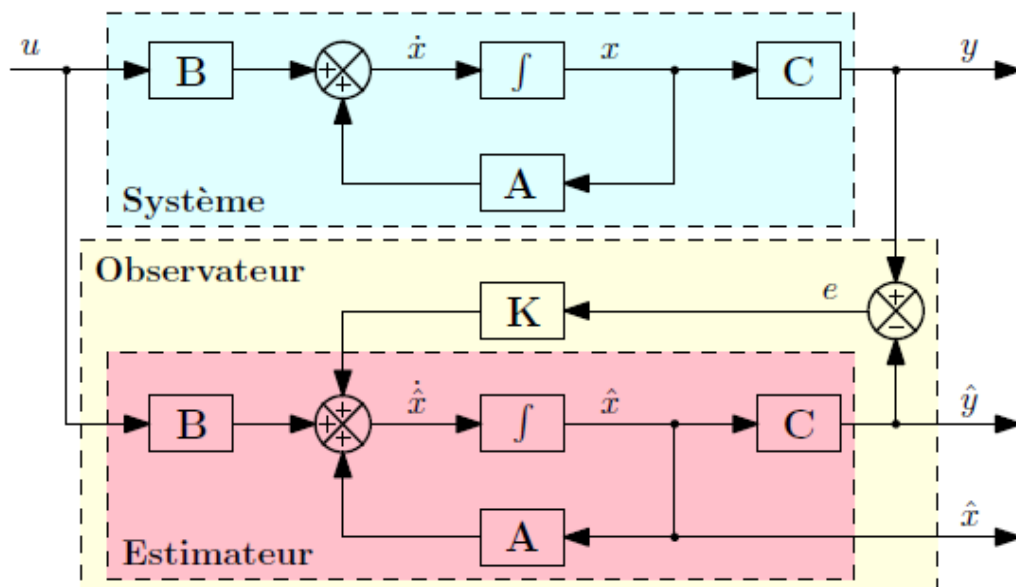 u
B
+
+
ẋ
∫
x
C
y
A
Système
Observateur
K
e
+
−
B
+
+
+
x̂̇
∫
x̂
C
ŷ
A
x̂
Estimateur